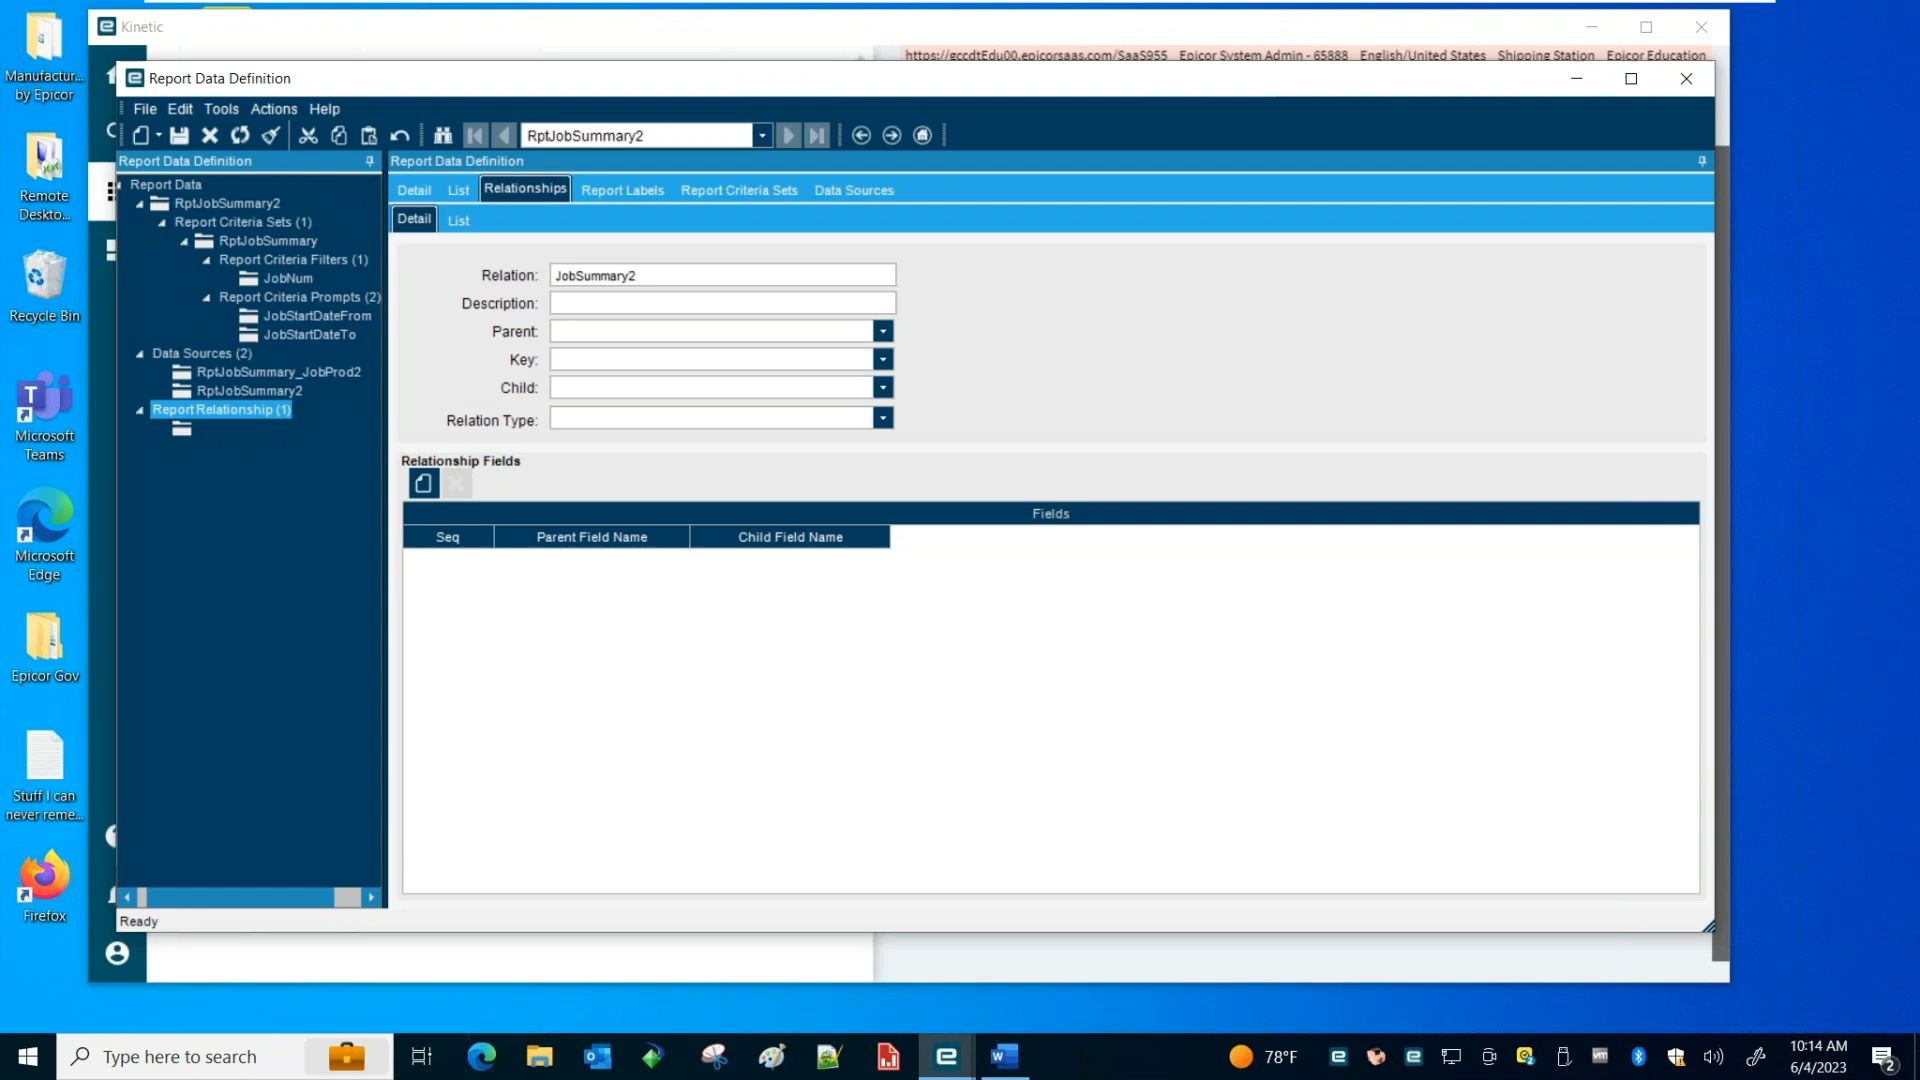 Kinetic
https://gccdtEdu00.epicorsaas.com/SaaS955 Epicor System Admin - 65888 English/United States Shipping Station Epicor Education
Manufactur...
by Epicor
Remote
Deskto...
Recycle Bin
Microsoft
Teams
Microsoft
Edge
Epicor Gov
Stuff I can
never reme...
Firefox
Report Data Definition
File Edit Tools Actions Help
RptJobSummary2
Report Data Definition
Report Data
RptJobSummary2
Report Criteria Sets (1)
RptJobSummary
Report Criteria Filters (1)
JobNum
Report Criteria Prompts (2)
JobStartDateFrom
JobStartDateTo
Data Sources (2)
RptJobSummary_JobProd2
RptJobSummary2
Report Relationship (1)
Report Data Definition
Detail List Relationships Report Labels Report Criteria Sets Data Sources
Detail List
Relation: JobSummary2
Description:
Parent:
Key:
Child:
Relation Type:
Relationship Fields
Fields
Seq Parent Field Name Child Field Name
Ready
Type here to search
78°F
10:14 AM
6/4/2023
2